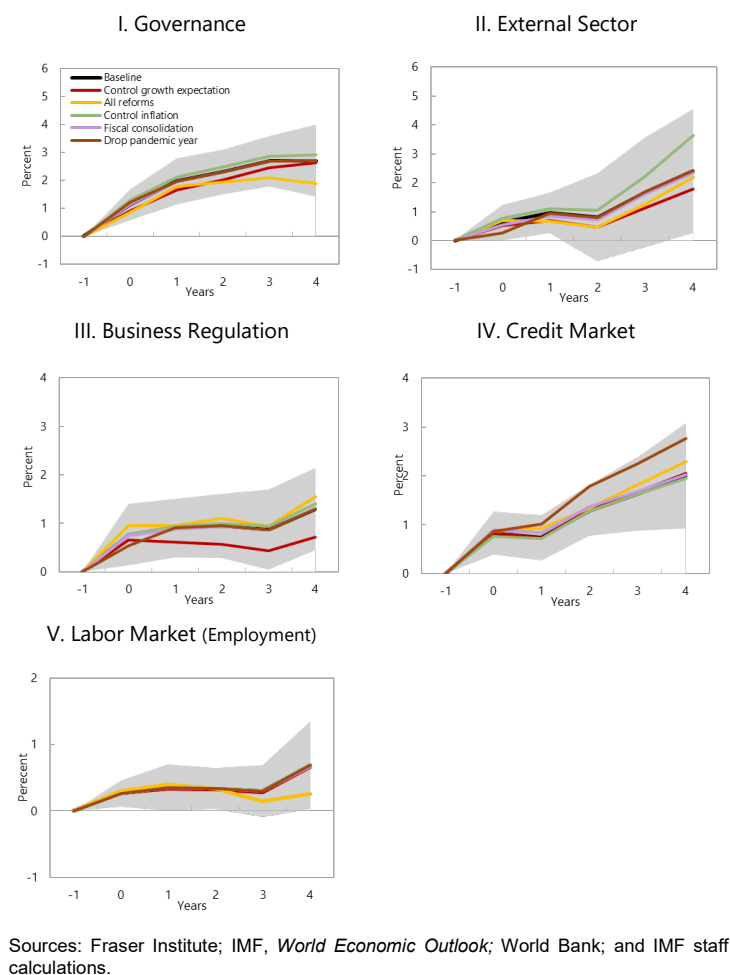 I. Governance
II. External Sector
6
5
4
3
2
1
0
-1
Percent
Baseline
Control growth expectation
All reforms
Control inflation
Fiscal consolidation
Drop pandemic year
-1 0 1 2 3 4
Years
6
5
4
3
2
1
0
-1
Percent
-1 0 1 2 3 4
Years
III. Business Regulation
IV. Credit Market
4
3
2
1
0
Percent
-1 0 1 2 3 4
Years
4
3
2
1
0
Percent
-1 0 1 2 3 4
Years
V. Labor Market (Employment)
2
1
0
-1
Perecent
-1 0 1 2 3 4
Years
Sources: Fraser Institute; IMF, World Economic Outlook; World Bank; and IMF staff
calculations.